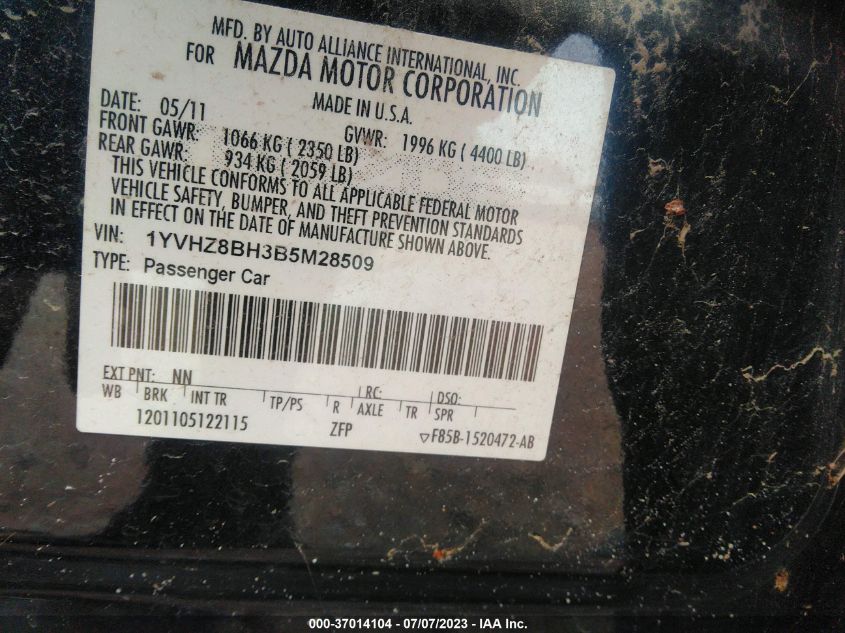 MFD. BY AUTO ALLIANCE INTERNATIONAL, INC.
FOR MAZDA MOTOR CORPORATION
MADE IN U.S.A.
DATE: 05/11 GVWR: 1996 KG ( 4400 LB)
FRONT GAWR: 1066 KG ( 2350 LB)
REAR GAWR: 934 KG ( 2059 LB)
THIS VEHICLE CONFORMS TO ALL APPLICABLE FEDERAL MOTOR
VEHICLE SAFETY, BUMPER, AND THEFT PREVENTION STANDARDS
IN EFFECT ON THE DATE OF MANUFACTURE SHOWN ABOVE.
VIN: 1YVHZ8BH3B5M28509
TYPE: Passenger Car
EXT PNT: NN RC: DSO:
WB BRK INT TR TP/PS R AXLE TR SPR
1201105122115 ZFP ▽F85B-1520472-AB
000-37014104 - 07/07/2023 - IAA Inc.